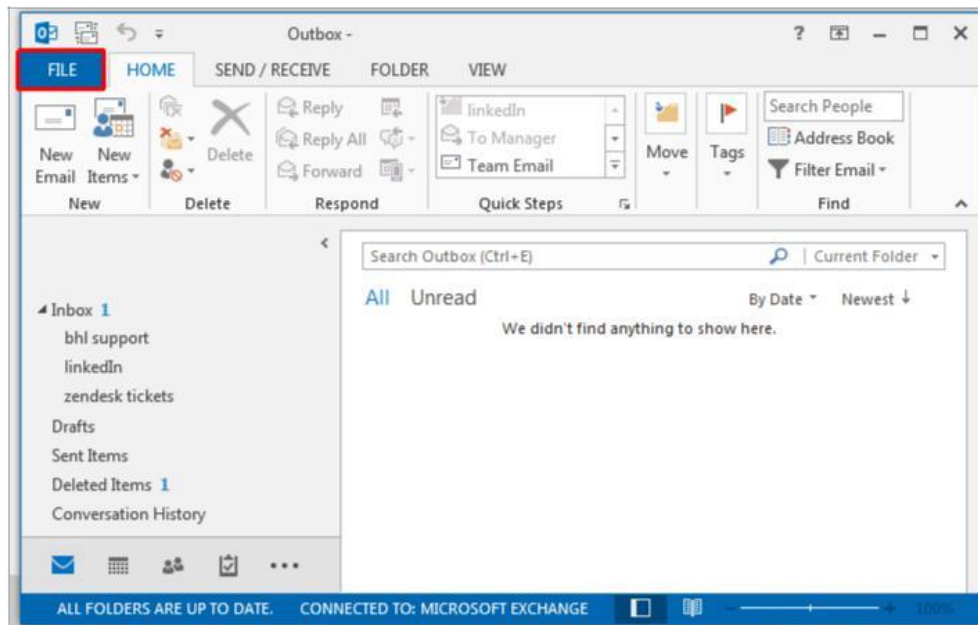 Outbox -
FILE HOME SEND / RECEIVE FOLDER VIEW
New Email
New Items
Delete
Reply
Reply All
Forward
linkedIn
To Manager
Team Email
Move
Tags
Search People
Address Book
Filter Email
New Delete Respond Quick Steps Find
Search Outbox (Ctrl+E) Current Folder
All Unread By Date Newest
We didn't find anything to show here.
Inbox 1
bhl support
linkedIn
zendesk tickets
Drafts
Sent Items
Deleted Items 1
Conversation History
ALL FOLDERS ARE UP TO DATE. CONNECTED TO: MICROSOFT EXCHANGE 100%